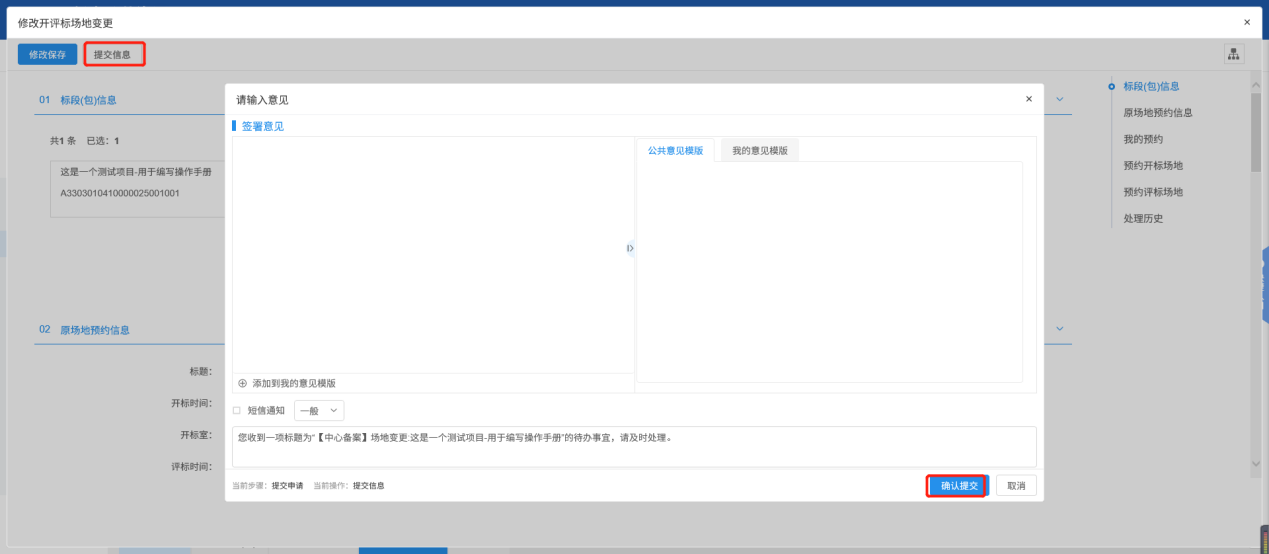 修改开评标场地变更
×
修改保存 提交信息
01 标段(包)信息
共1 条 已选：1
这是一个测试项目-用于编写操作手册
A3303010410000025001001
02 原场地预约信息
标题：
开标时间：
开标室：
评标时间：
请输入意见
×
签署意见
公共意见模版 我的意见模版
添加到我的意见模版
短信通知 一般
您收到一项标题为“【中心备案】场地变更:这是一个测试项目-用于编写操作手册”的待办事宜，请及时处理。
当前步骤：提交申请 当前操作：提交信息
确认提交 取消
标段(包)信息
原场地预约信息
我的预约
预约开标场地
预约评标场地
处理历史